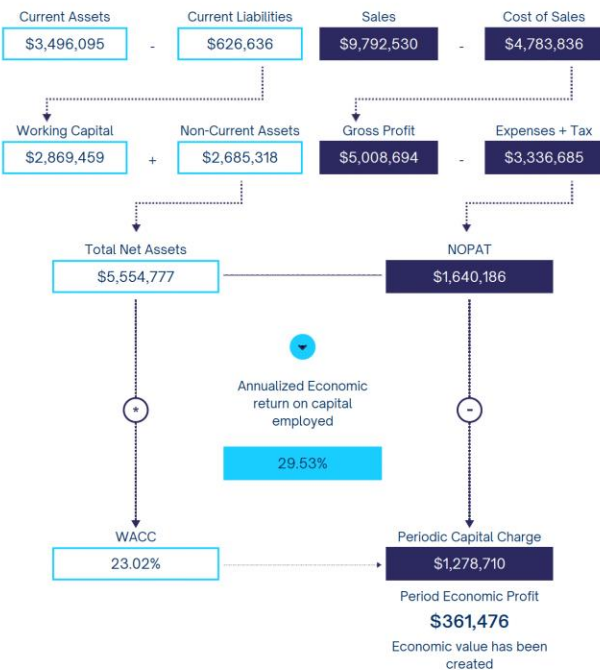 Current Assets
Current Liabilities
Sales
Cost of Sales
$3,496,095
-
$626,636
$9,792,530
-
$4,783,836
Working Capital
Non-Current Assets
Gross Profit
Expenses + Tax
$2,869,459
+
$2,685,318
$5,008,694
-
$3,336,685
Total Net Assets
NOPAT
$5,554,777
$1,640,186
Annualized Economic
return on capital
employed
*
-
29.53%
WACC
Periodic Capital Charge
23.02%
$1,278,710
Period Economic Profit
$361,476
Economic value has been
created